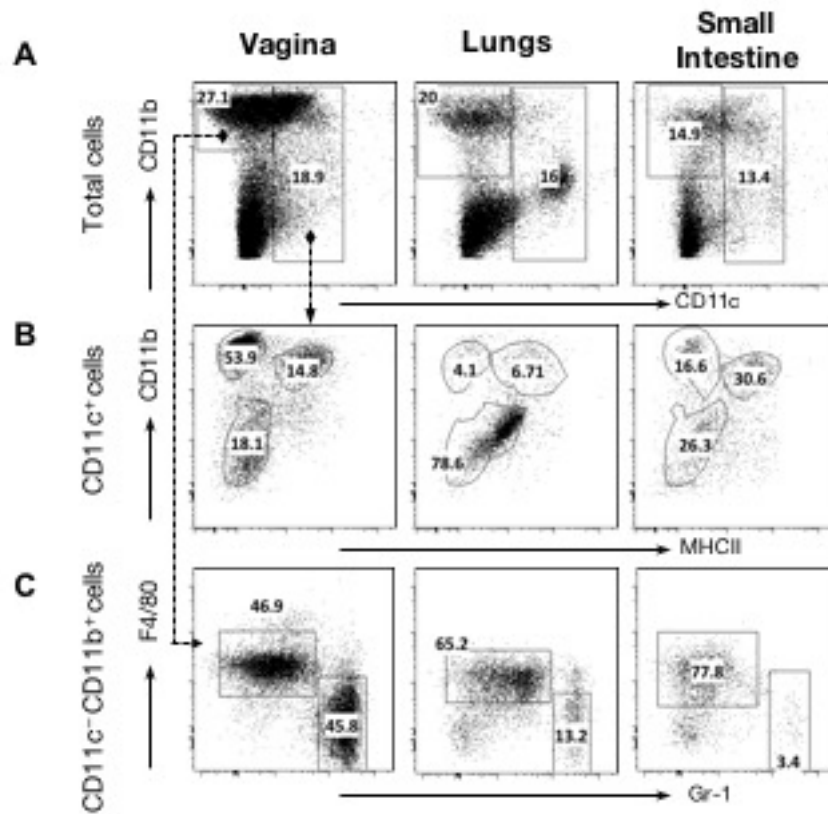 Vagina
Lungs
Small
Intestine
A
Total cells
CD11b
27.1
18.9
20
16
14.9
13.4
CD11c
B
CD11c⁺ cells
CD11b
53.9
14.8
18.1
4.1
6.71
78.6
16.6
30.6
26.3
MHCII
C
CD11c⁻CD11b⁺cells
F4/80
46.9
45.8
65.2
13.2
77.8
3.4
Gr-1